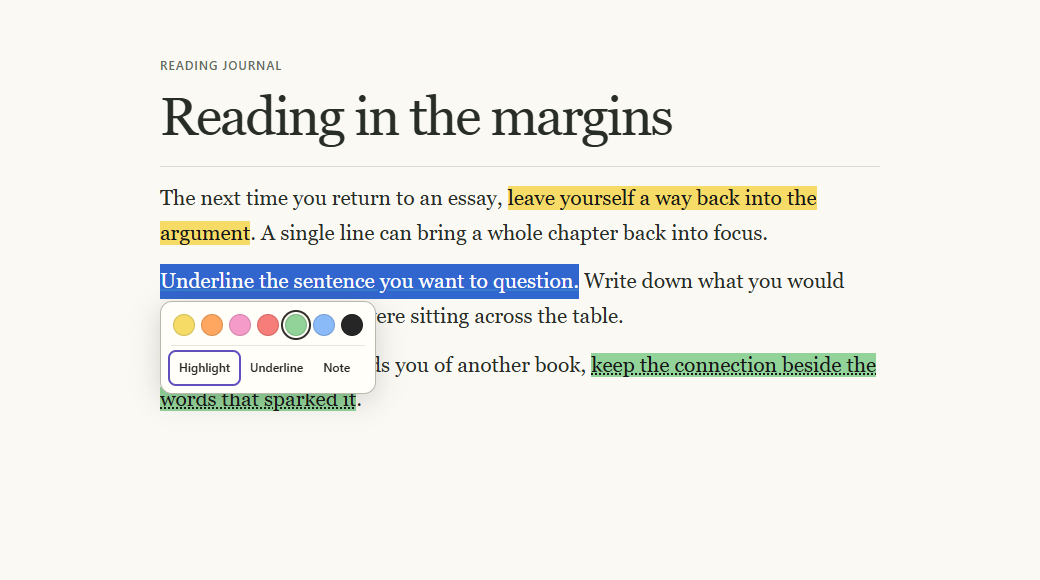 READING JOURNAL
Reading in the margins
The next time you return to an essay, leave yourself a way back into the
argument. A single line can bring a whole chapter back into focus.
Underline the sentence you want to question. Write down what you would
sitting across the table.
Highlight Underline Note
you of another book, keep the connection beside the
words that sparked it.